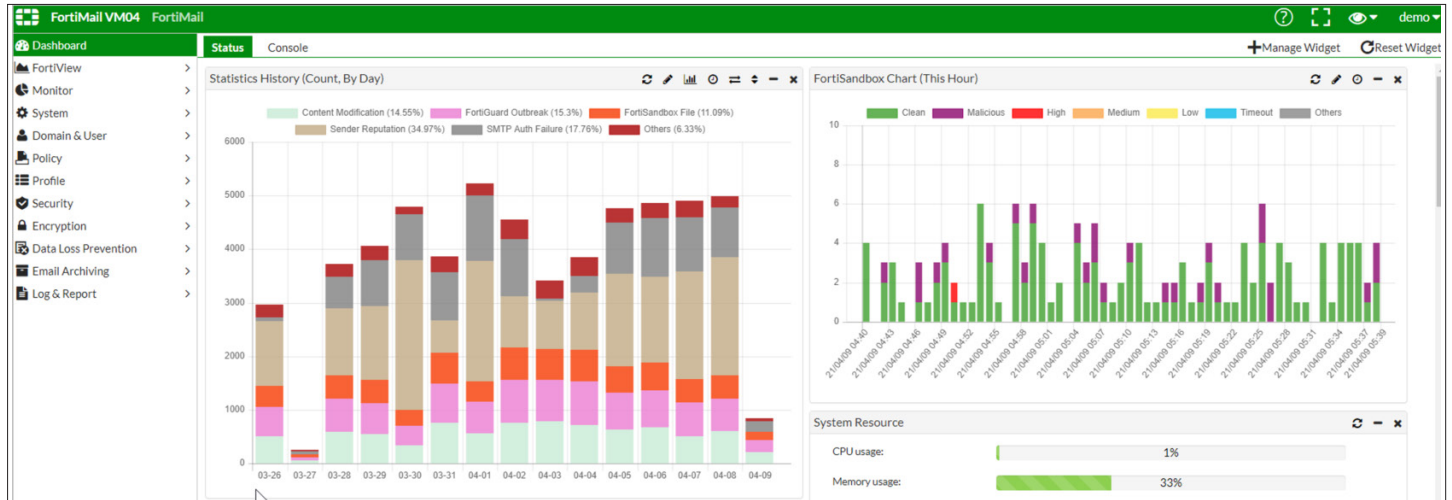 FortiMail VM04 FortiMail demo
Dashboard
FortiView
Monitor
System
Domain & User
Policy
Profile
Security
Encryption
Data Loss Prevention
Email Archiving
Log & Report
Status Console Manage Widget Reset Widget
Statistics History (Count, By Day)
Content Modification (14.55%) FortiGuard Outbreak (15.3%) FortiSandbox File (11.09%)
Sender Reputation (34.97%) SMTP Auth Failure (17.76%) Others (6.33%)
6000
5000
4000
3000
2000
1000
0
03-26 03-27 03-28 03-29 03-30 03-31 04-01 04-02 04-03 04-04 04-05 04-06 04-07 04-08 04-09
FortiSandbox Chart (This Hour)
Clean Malicious High Medium Low Timeout Others
10
8
6
4
2
0
21/04/09 04:40 21/04/09 04:43 21/04/09 04:46 21/04/09 04:49 21/04/09 04:52 21/04/09 04:55 21/04/09 04:58 21/04/09 05:01 21/04/09 05:04 21/04/09 05:07 21/04/09 05:10 21/04/09 05:13 21/04/09 05:16 21/04/09 05:19 21/04/09 05:22 21/04/09 05:25 21/04/09 05:28 21/04/09 05:31 21/04/09 05:34 21/04/09 05:37 21/04/09 05:39
System Resource
CPU usage: 1%
Memory usage: 33%